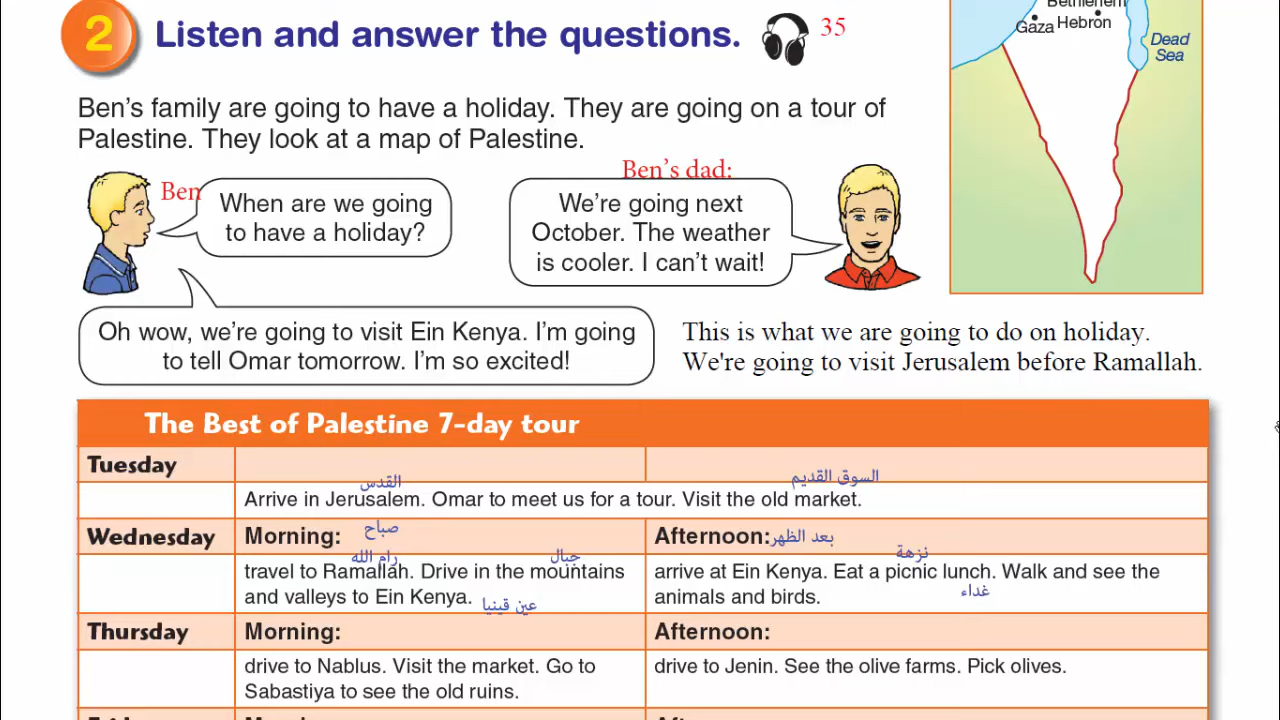 2 Listen and answer the questions. 35
Bethlehem
Gaza Hebron
Dead
Sea
Ben's family are going to have a holiday. They are going on a tour of
Palestine. They look at a map of Palestine.
Ben
When are we going
to have a holiday?
Ben's dad:
We're going next
October. The weather
is cooler. I can't wait!
Oh wow, we're going to visit Ein Kenya. I'm going
to tell Omar tomorrow. I'm so excited!
This is what we are going to do on holiday.
We're going to visit Jerusalem before Ramallah.
The Best of Palestine 7-day tour
Tuesday
القدس
السوق القديم
Arrive in Jerusalem. Omar to meet us for a tour. Visit the old market.
Wednesday
Morning: صباح
Afternoon: بعد الظهر
رام الله
جبال
travel to Ramallah. Drive in the mountains
and valleys to Ein Kenya. عين قينيا
نزهة
arrive at Ein Kenya. Eat a picnic lunch. Walk and see the
غداء
animals and birds.
Thursday
Morning:
Afternoon:
drive to Nablus. Visit the market. Go to
Sabastiya to see the old ruins.
drive to Jenin. See the olive farms. Pick olives.